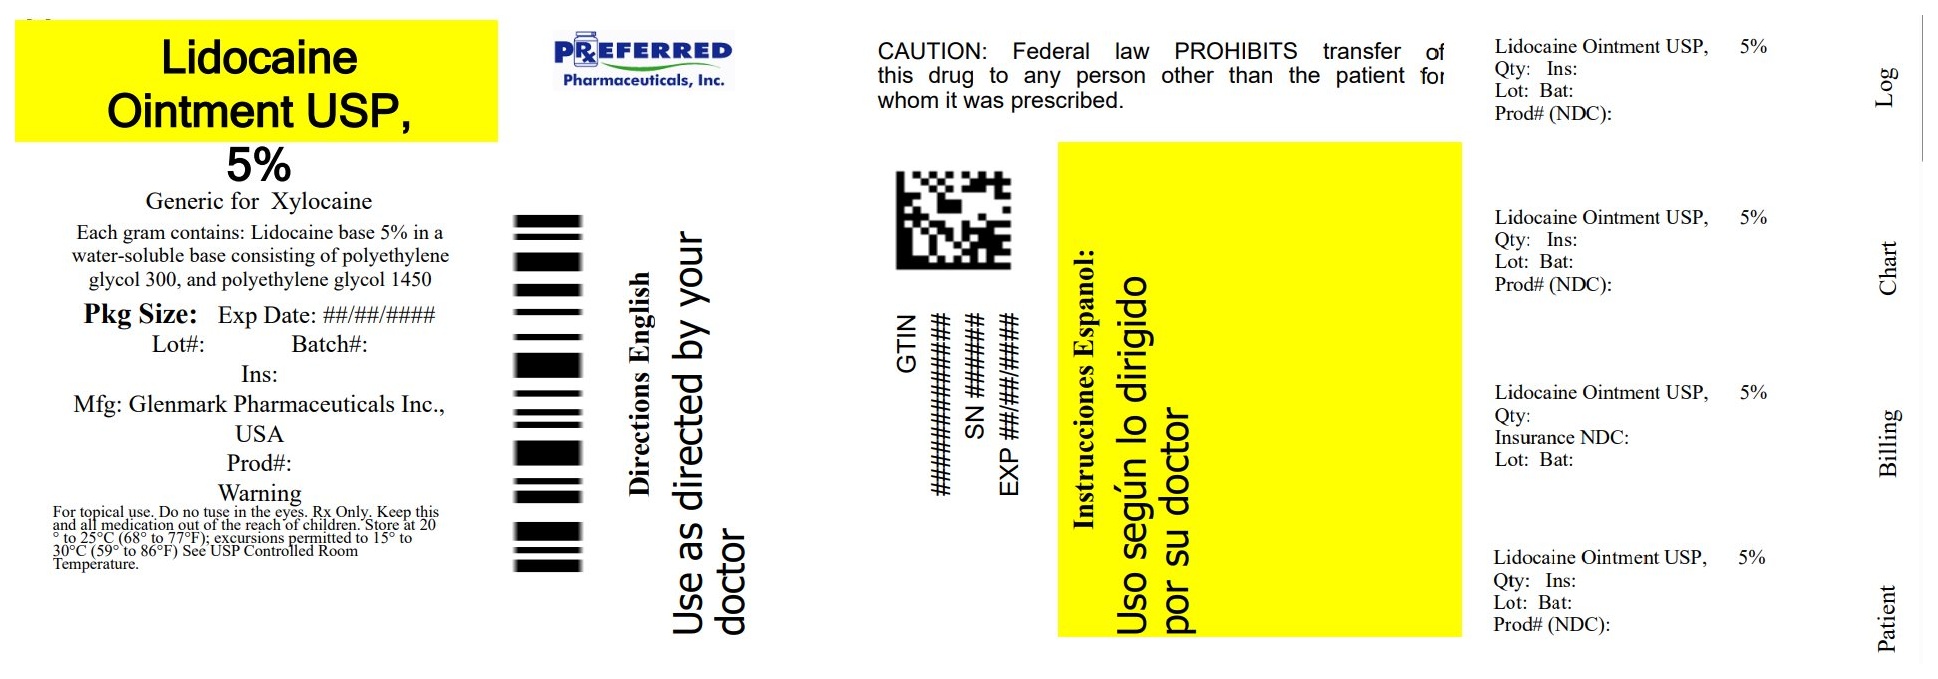 Lidocaine
Ointment USP,
5%
Generic for Xylocaine
Each gram contains: Lidocaine base 5% in a
water-soluble base consisting of polyethylene
glycol 300, and polyethylene glycol 1450
Pkg Size: Exp Date: ##/##/####
Lot#: Batch#:
Ins:
Mfg: Glenmark Pharmaceuticals Inc.,
USA
Prod#:
Warning
For topical use. Do no tuse in the eyes. Rx Only. Keep this
and all medication out of the reach of children. Store at 20
° to 25°C (68° to 77°F); excursions permitted to 15° to
30°C (59° to 86°F) See USP Controlled Room
Temperature.
PREFERRED
Pharmaceuticals, Inc.
Directions English
Use as directed by your
doctor
CAUTION: Federal law PROHIBITS transfer of
this drug to any person other than the patient for
whom it was prescribed.
GTIN
##############
SN ######
EXP ##/##/####
Instrucciones Espanol:
Uso según lo dirigido
por su doctor
Lidocaine Ointment USP, 5%
Qty: Ins:
Lot: Bat:
Prod# (NDC):
Log
Lidocaine Ointment USP, 5%
Qty: Ins:
Lot: Bat:
Prod# (NDC):
Chart
Lidocaine Ointment USP, 5%
Qty:
Insurance NDC:
Lot: Bat:
Billing
Lidocaine Ointment USP, 5%
Qty: Ins:
Lot: Bat:
Prod# (NDC):
Patient